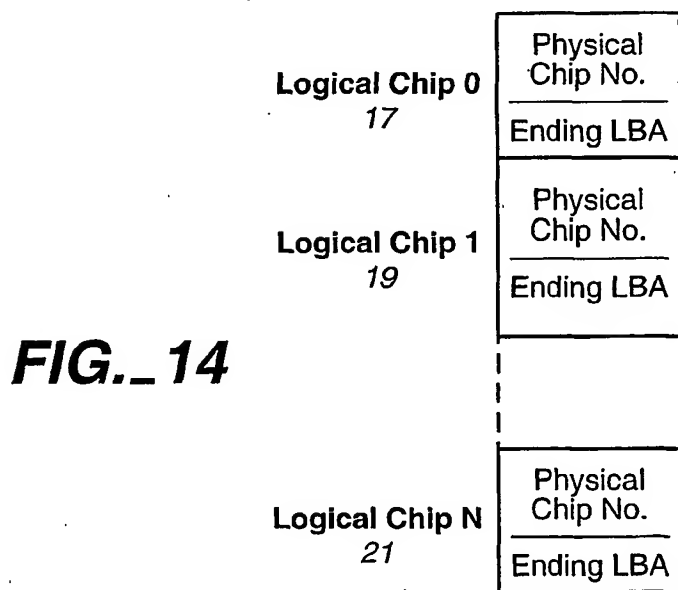 Logical Chip 0
17
Physical
Chip No.
Ending LBA
Logical Chip 1
19
Physical
Chip No.
Ending LBA
FIG._14
Logical Chip N
21
Physical
Chip No.
Ending LBA